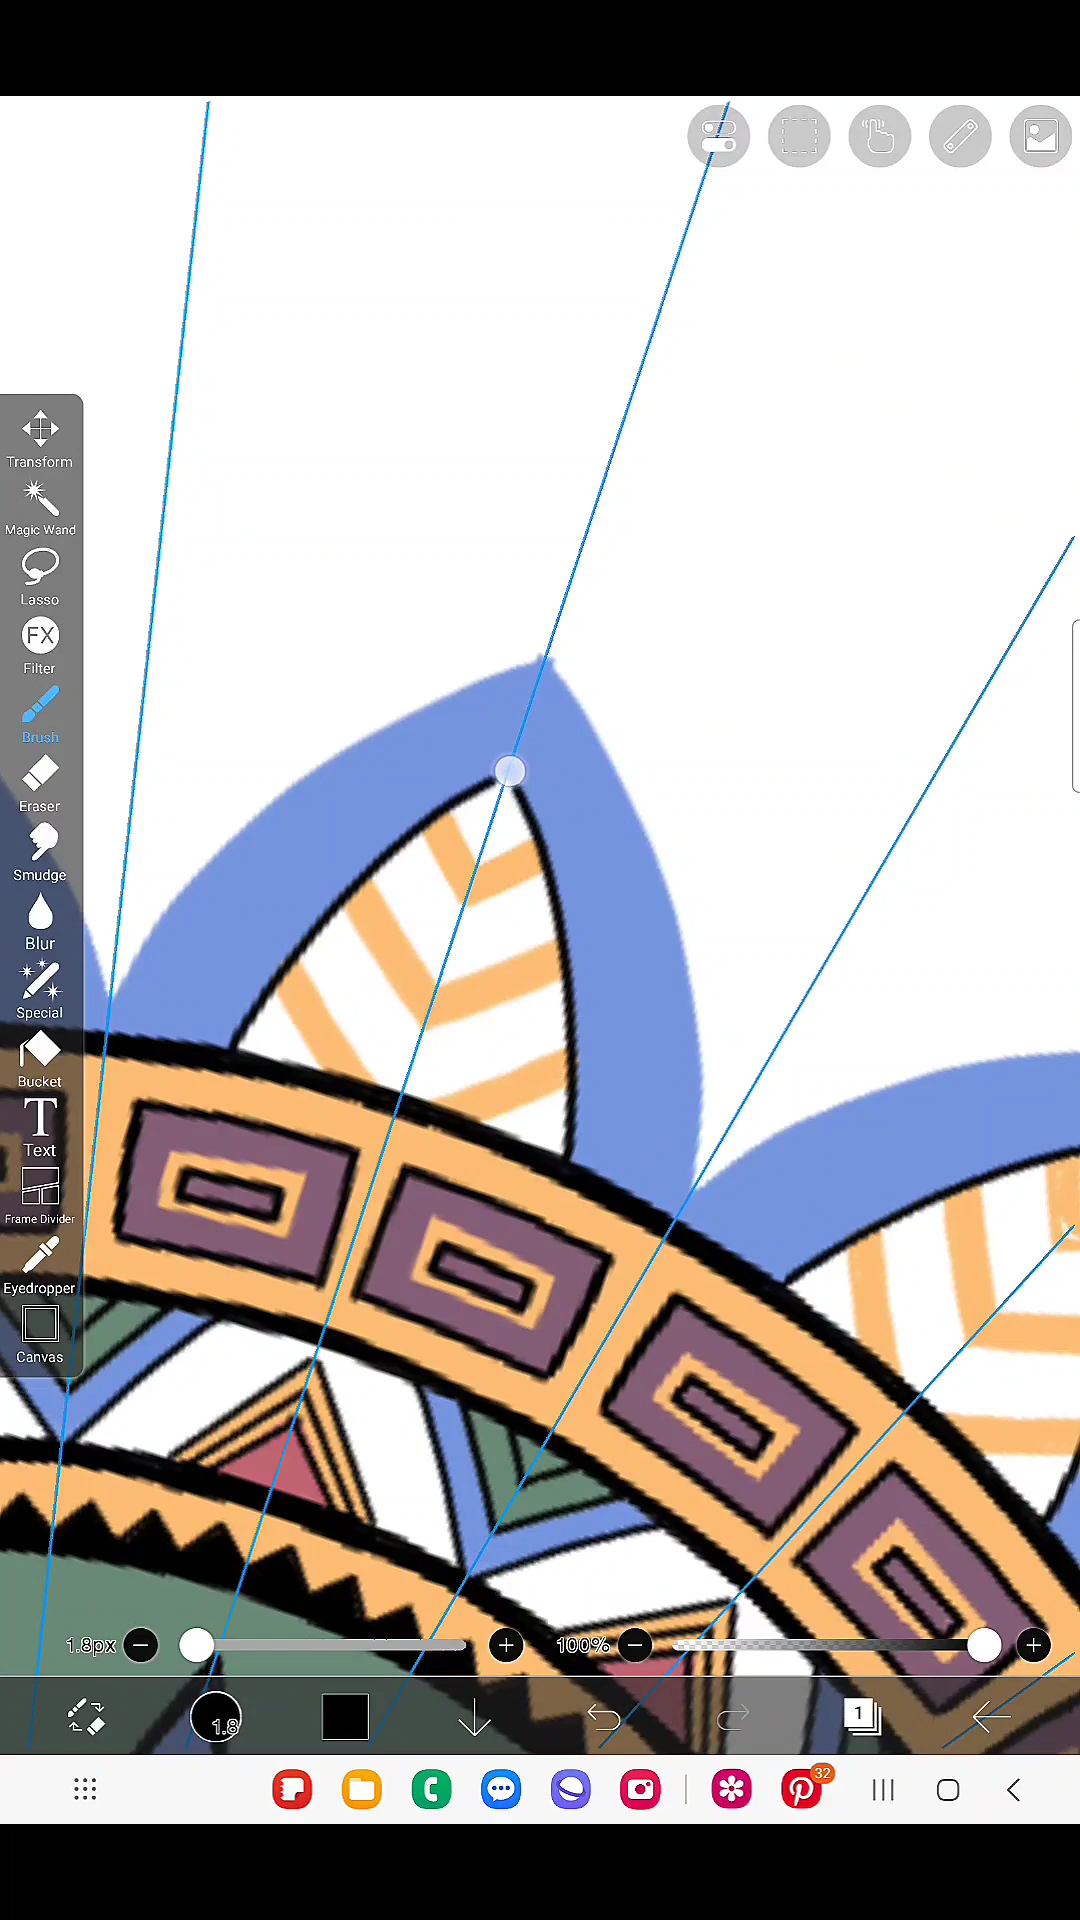 Transform
Magic Wand
Lasso
FX
Filter
Brush
Eraser
Smudge
Blur
Special
Bucket
T
Text
Frame Divider
Eyedropper
Canvas
1.8px
100%
1.8
1
32